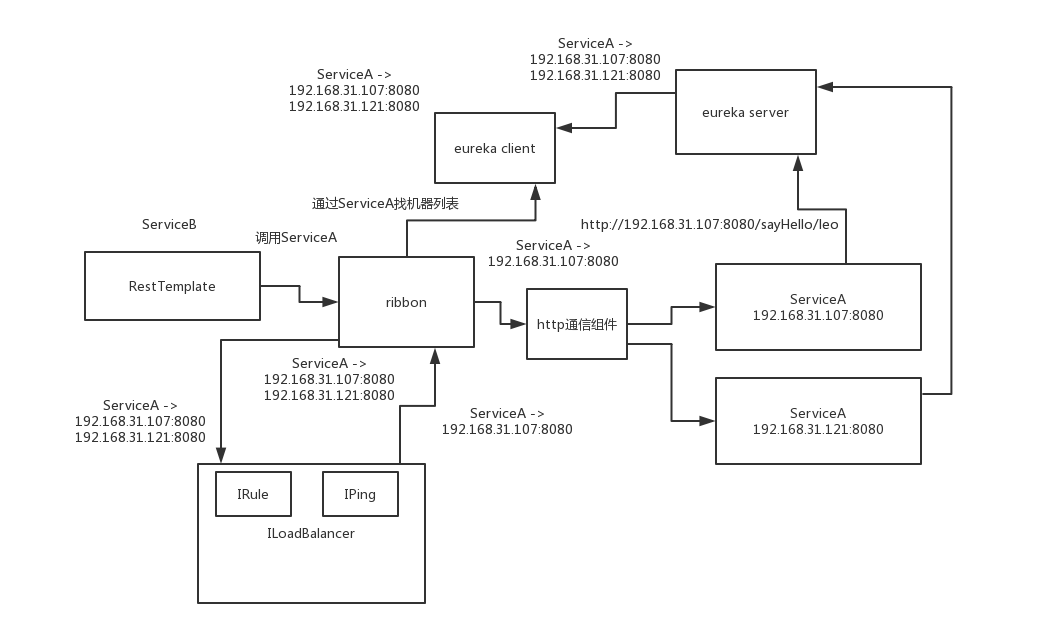 ServiceA ->
192.168.31.107:8080
192.168.31.121:8080
ServiceA ->
192.168.31.107:8080
192.168.31.121:8080
eureka server
eureka client
通过ServiceA找机器列表
ServiceB
调用ServiceA
http://192.168.31.107:8080/sayHello/leo
ServiceA ->
192.168.31.107:8080
RestTemplate
ribbon
http通信组件
ServiceA
192.168.31.107:8080
ServiceA ->
192.168.31.107:8080
192.168.31.121:8080
ServiceA ->
192.168.31.107:8080
192.168.31.121:8080
ServiceA ->
192.168.31.107:8080
ServiceA
192.168.31.121:8080
IRule
IPing
ILoadBalancer